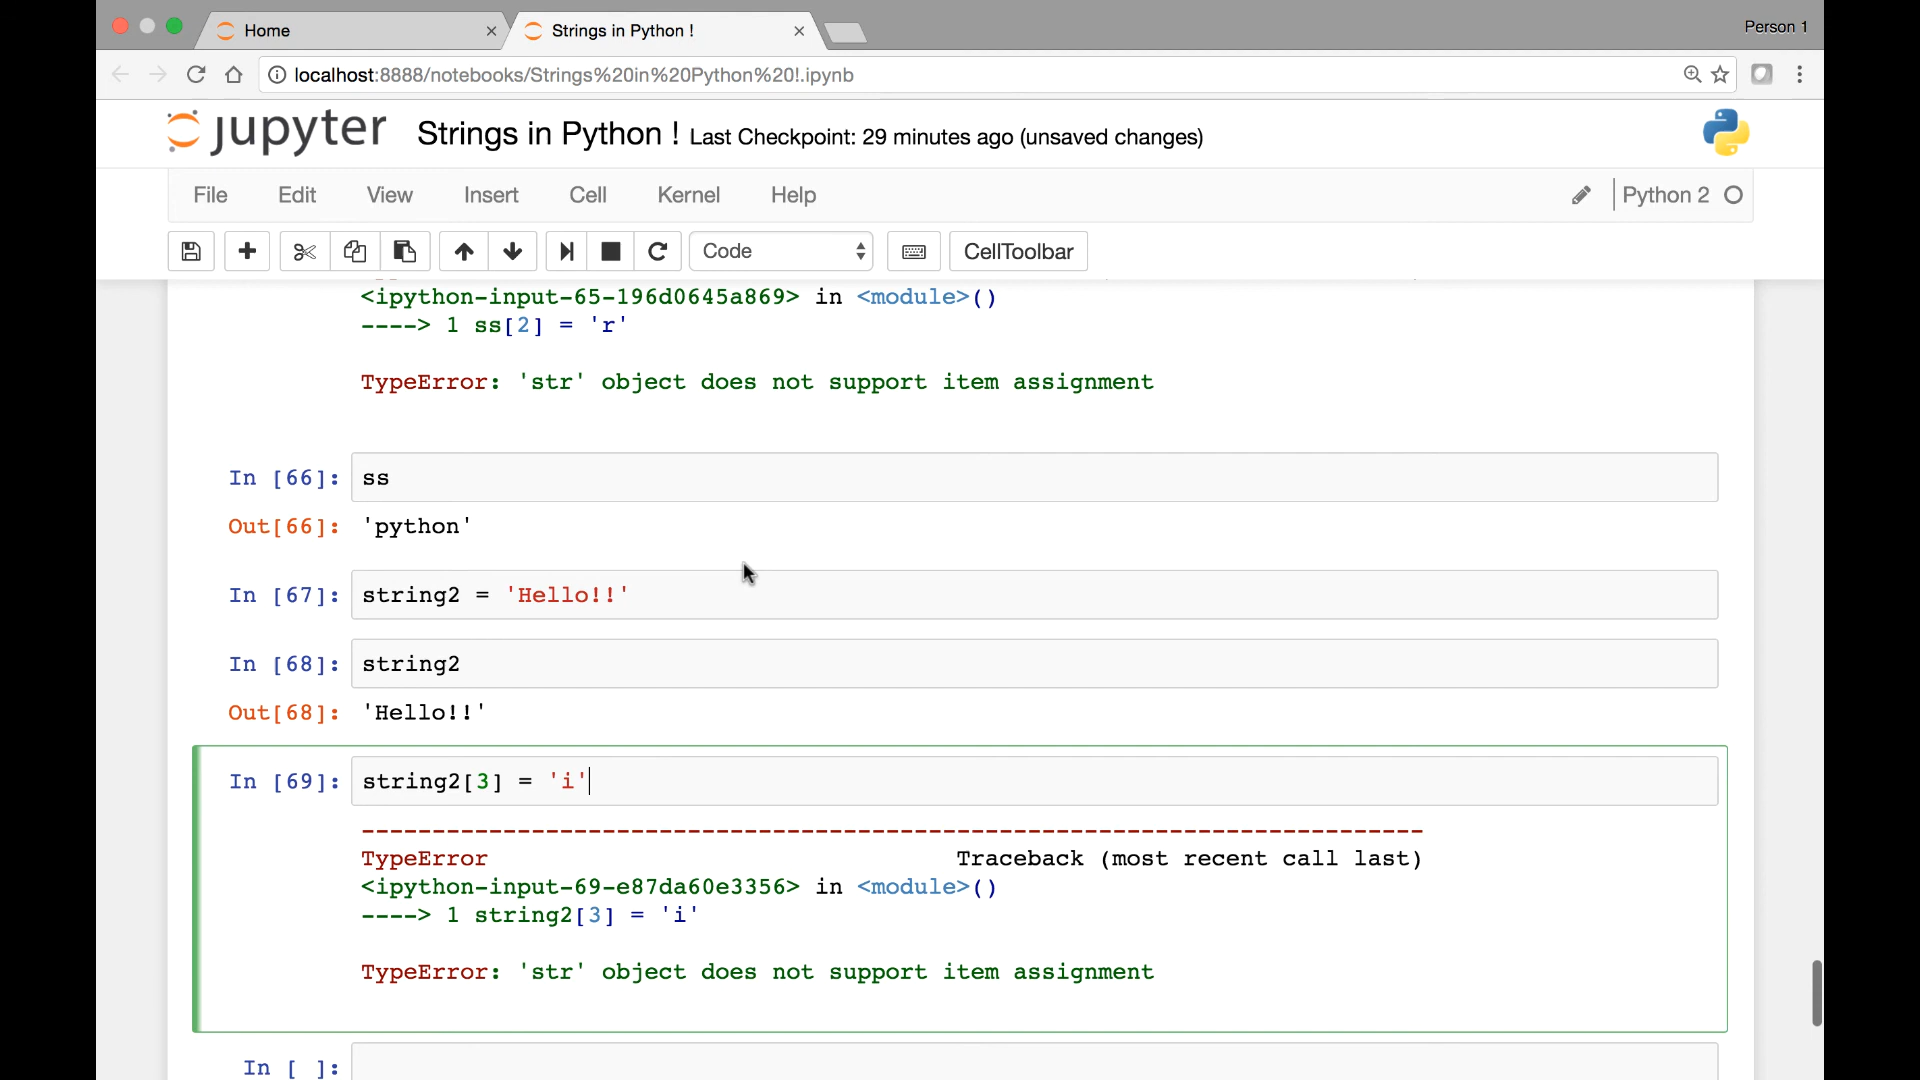 Home
Strings in Python !
Person 1
localhost:8888/notebooks/Strings%20in%20Python%20!.ipynb
jupyter Strings in Python ! Last Checkpoint: 29 minutes ago (unsaved changes)
File Edit View Insert Cell Kernel Help Python 2
Code CellToolbar
<ipython-input-65-196d0645a869> in <module>()
----> 1 ss[2] = 'r'
TypeError: 'str' object does not support item assignment
In [66]: ss
Out[66]: 'python'
In [67]: string2 = 'Hello!!'
In [68]: string2
Out[68]: 'Hello!!'
In [69]: string2[3] = 'i'
---------------------------------------------------------------------------
TypeError Traceback (most recent call last)
<ipython-input-69-e87da60e3356> in <module>()
----> 1 string2[3] = 'i'
TypeError: 'str' object does not support item assignment
In [ ]: